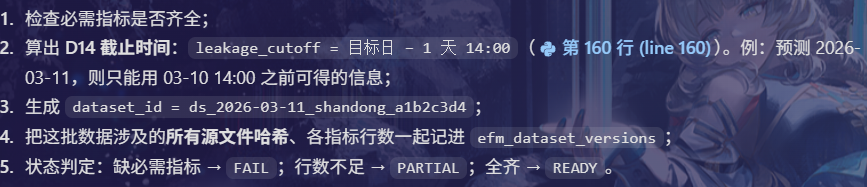 1. 检查必需指标是否齐全；
2. 算出 D14 截止时间：leakage_cutoff = 目标日 − 1 天 14:00（第 160 行 (line 160)）。例：预测 2026-
03-11，则只能用 03-10 14:00 之前可得的信息；
3. 生成 dataset_id = ds_2026-03-11_shandong_a1b2c3d4；
4. 把这批数据涉及的所有源文件哈希、各指标行数一起记进 efm_dataset_versions；
5. 状态判定：缺必需指标 → FAIL；行数不足 → PARTIAL；全齐 → READY。